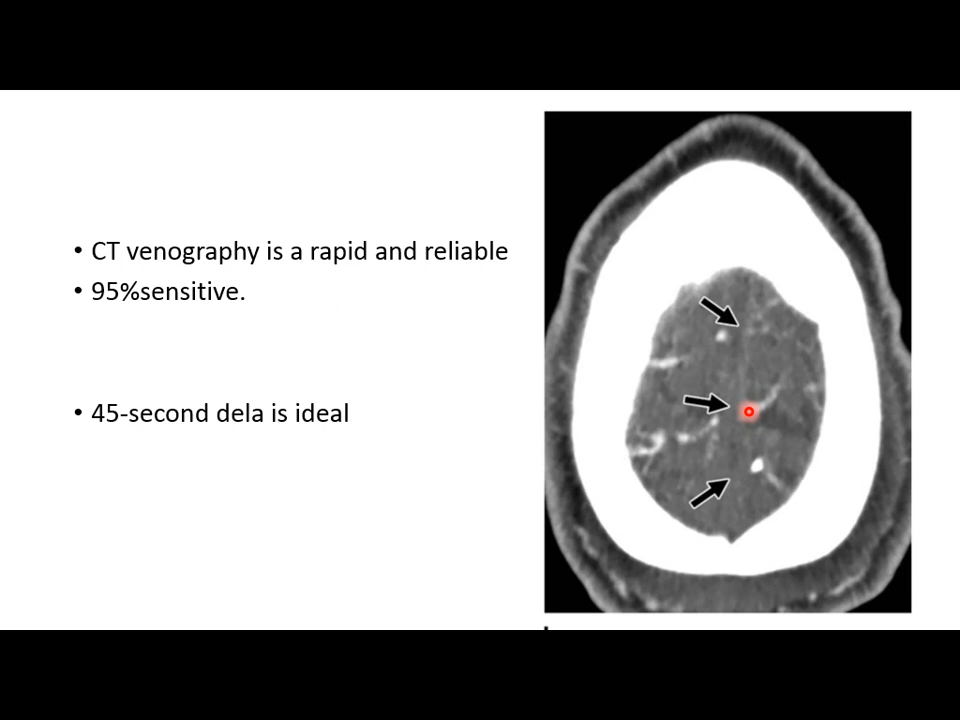 • CT venography is a rapid and reliable
• 95%sensitive.
• 45-second dela is ideal